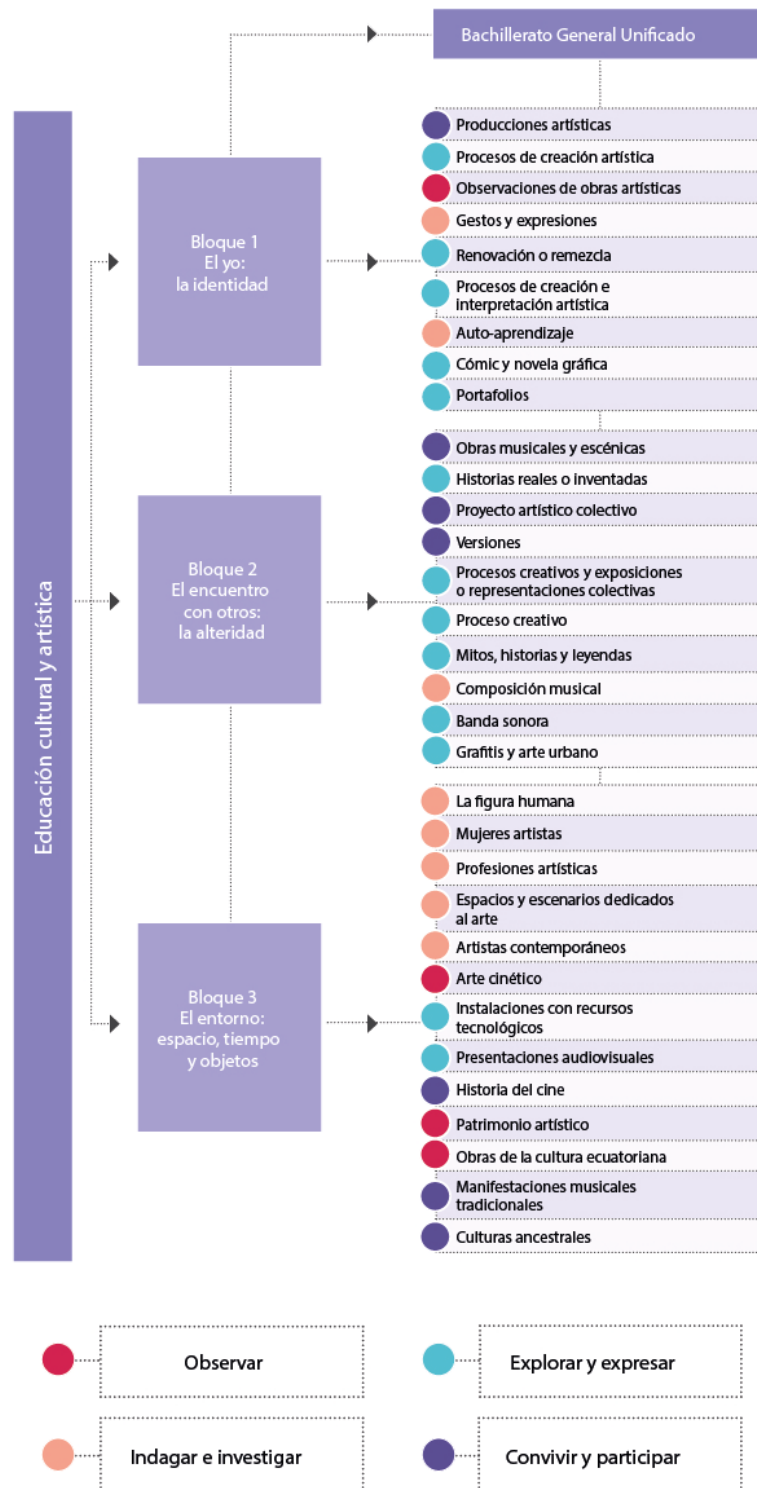 Bachillerato General Unificado
Educación cultural y artística
Bloque 1
El yo:
la identidad
Producciones artísticas
Procesos de creación artística
Observaciones de obras artísticas
Gestos y expresiones
Renovación o remezcla
Procesos de creación e
interpretación artística
Auto-aprendizaje
Cómic y novela gráfica
Portafolios
Bloque 2
El encuentro
con otros:
la alteridad
Obras musicales y escénicas
Historias reales o inventadas
Proyecto artístico colectivo
Versiones
Procesos creativos y exposiciones
o representaciones colectivas
Proceso creativo
Mitos, historias y leyendas
Composición musical
Banda sonora
Grafitis y arte urbano
Bloque 3
El entorno:
espacio, tiempo
y objetos
La figura humana
Mujeres artistas
Profesiones artísticas
Espacios y escenarios dedicados
al arte
Artistas contemporáneos
Arte cinético
Instalaciones con recursos
tecnológicos
Presentaciones audiovisuales
Historia del cine
Patrimonio artístico
Obras de la cultura ecuatoriana
Manifestaciones musicales
tradicionales
Culturas ancestrales
Observar
Explorar y expresar
Indagar e investigar
Convivir y participar